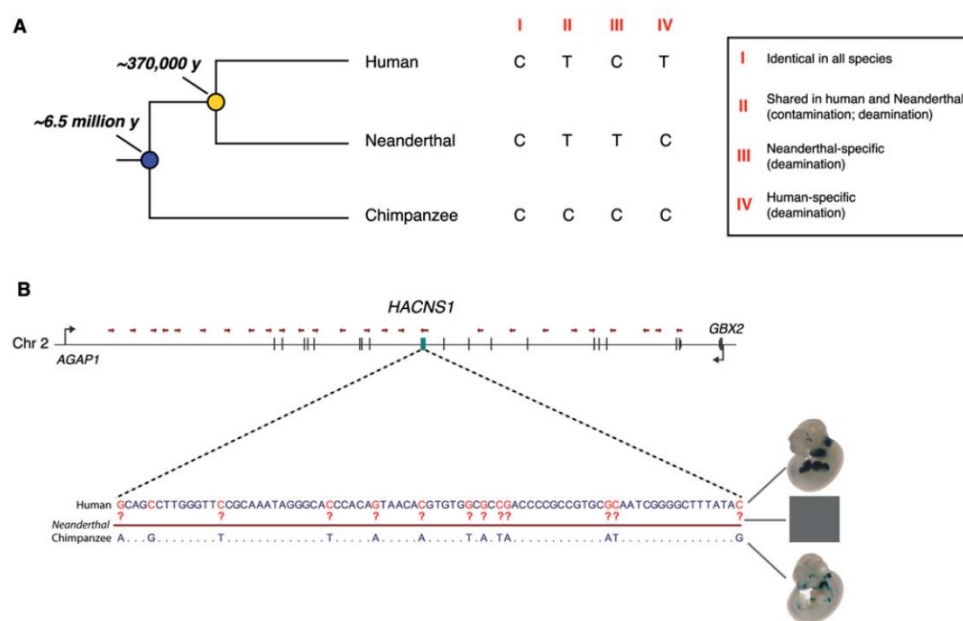 A
I II III IV
~370,000 y
~6.5 million y
Human C T C T
Neanderthal C T T C
Chimpanzee C C C C
I Identical in all species
II Shared in human and Neanderthal
(contamination; deamination)
III Neanderthal-specific
(deamination)
IV Human-specific
(deamination)
B
HACNS1
GBX2
Chr 2
AGAP1
Human GCAGCCTTGGGTTCCGCAAATAGGGCACCCACAGTAACACGTGTGGCGCCGACCCCGCCGTGCGCAATCGGGGCTTTATAC
? ? ? ? ? ? ? ?? ?? ?
Neanderthal
Chimpanzee A...G........T.............T.....A.....A.....T.A.TA............AT...............G